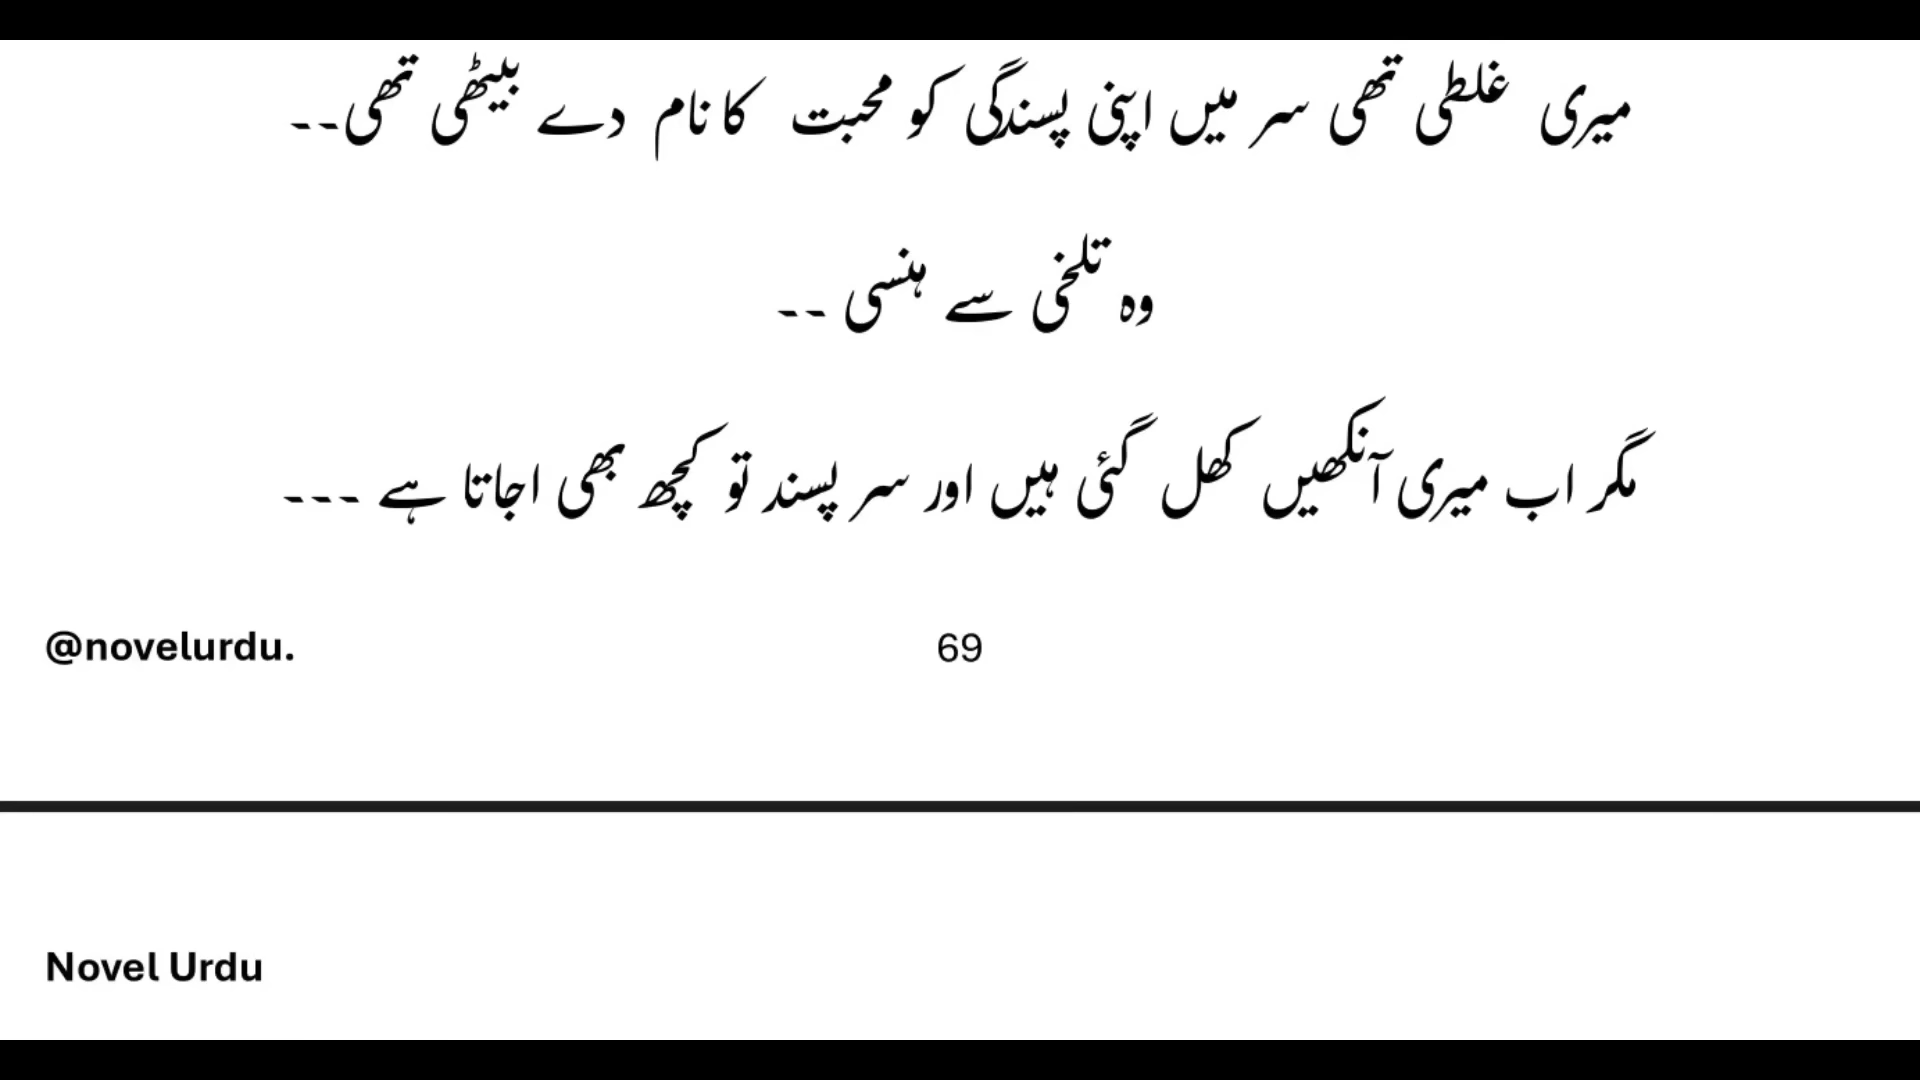 میری غلطی تھی سر میں اپنی پسندگی کو محبت کا نام دے بیٹھی تھی--
وہ تلخی سے ہنسی --
مگر اب میری آنکھیں کھل گئی ہیں اور سر پسند تو کچھ بھی اجاتا ہے ---
@novelurdu.
69
Novel Urdu